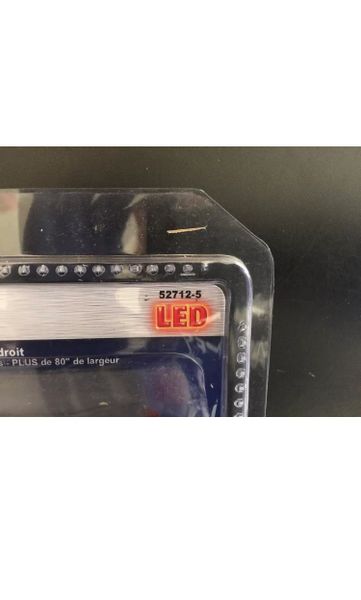 52712-5
LED
droit
- PLUS de 80" de largeur